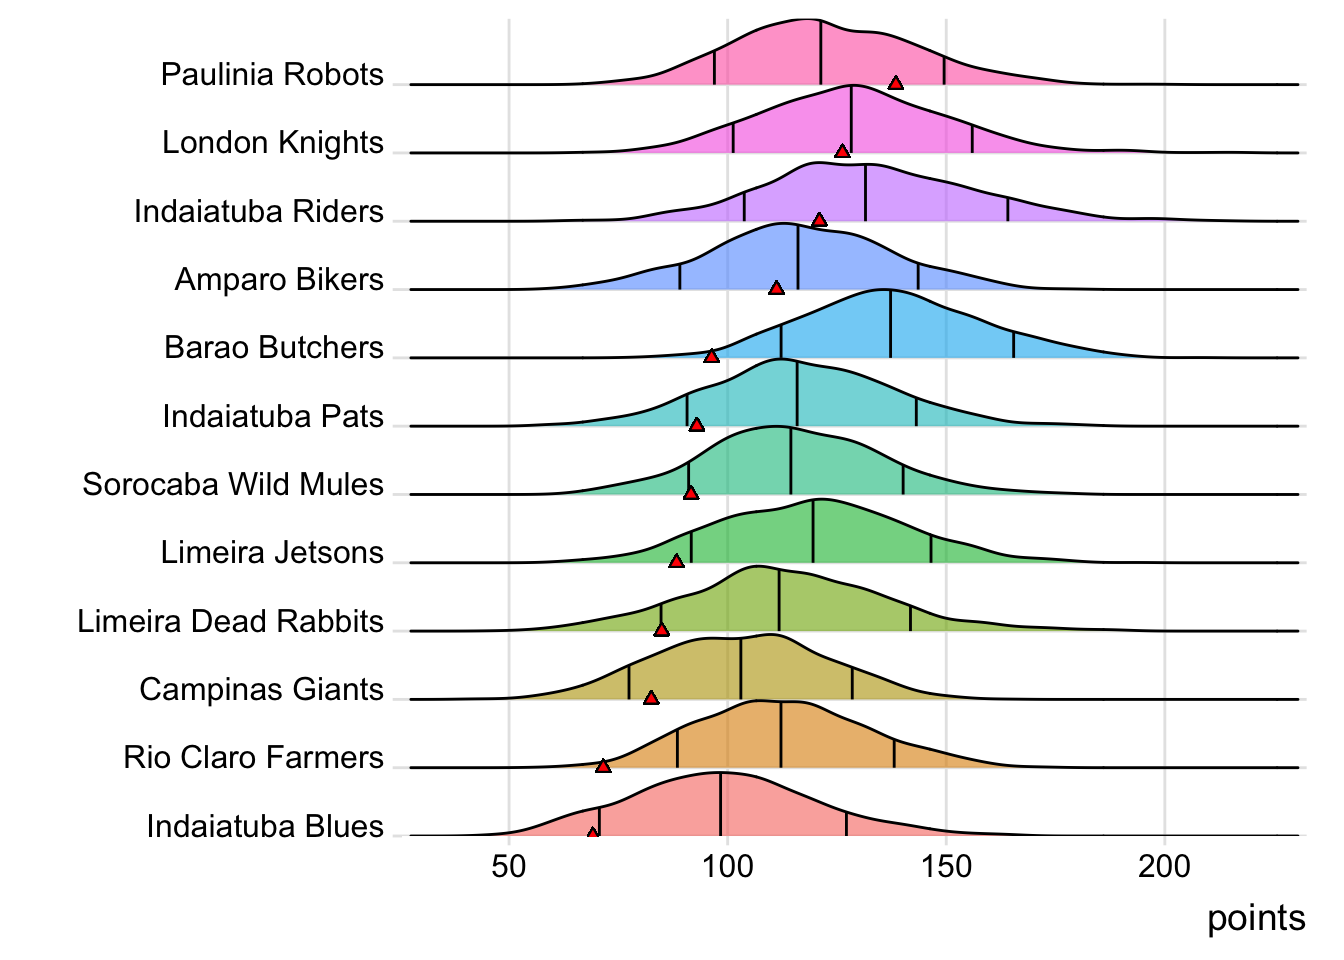 Paulinia Robots
London Knights
Indaiatuba Riders
Amparo Bikers
Barao Butchers
Indaiatuba Pats
Sorocaba Wild Mules
Limeira Jetsons
Limeira Dead Rabbits
Campinas Giants
Rio Claro Farmers
Indaiatuba Blues
50 100 150 200
points